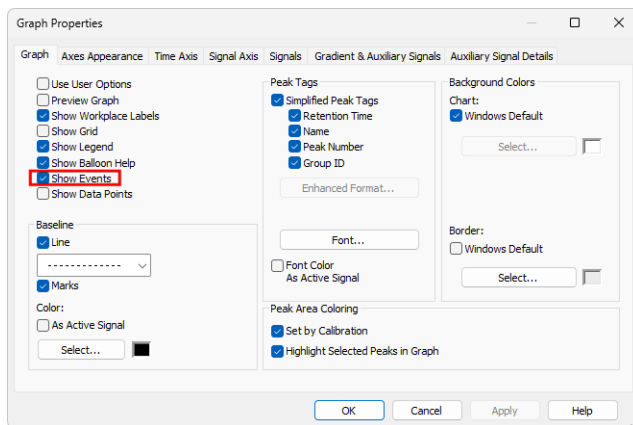 Graph Properties
Graph Axes Appearance Time Axis Signal Axis Signals Gradient & Auxiliary Signals Auxiliary Signal Details
Use User Options
Preview Graph
Show Workplace Labels
Show Grid
Show Legend
Show Balloon Help
Show Events
Show Data Points
Baseline
Line
Marks
Color:
As Active Signal
Select...
Peak Tags
Simplified Peak Tags
Retention Time
Name
Peak Number
Group ID
Enhanced Format...
Font...
Font Color
As Active Signal
Background Colors
Chart:
Windows Default
Select...
Border:
Windows Default
Select...
Peak Area Coloring
Set by Calibration
Highlight Selected Peaks in Graph
OK Cancel Apply Help